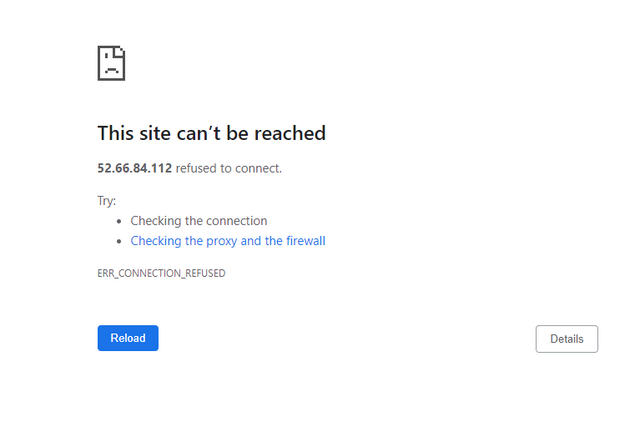 This site can’t be reached
52.66.84.112 refused to connect.
Try:
• Checking the connection
• Checking the proxy and the firewall
ERR_CONNECTION_REFUSED
Reload
Details